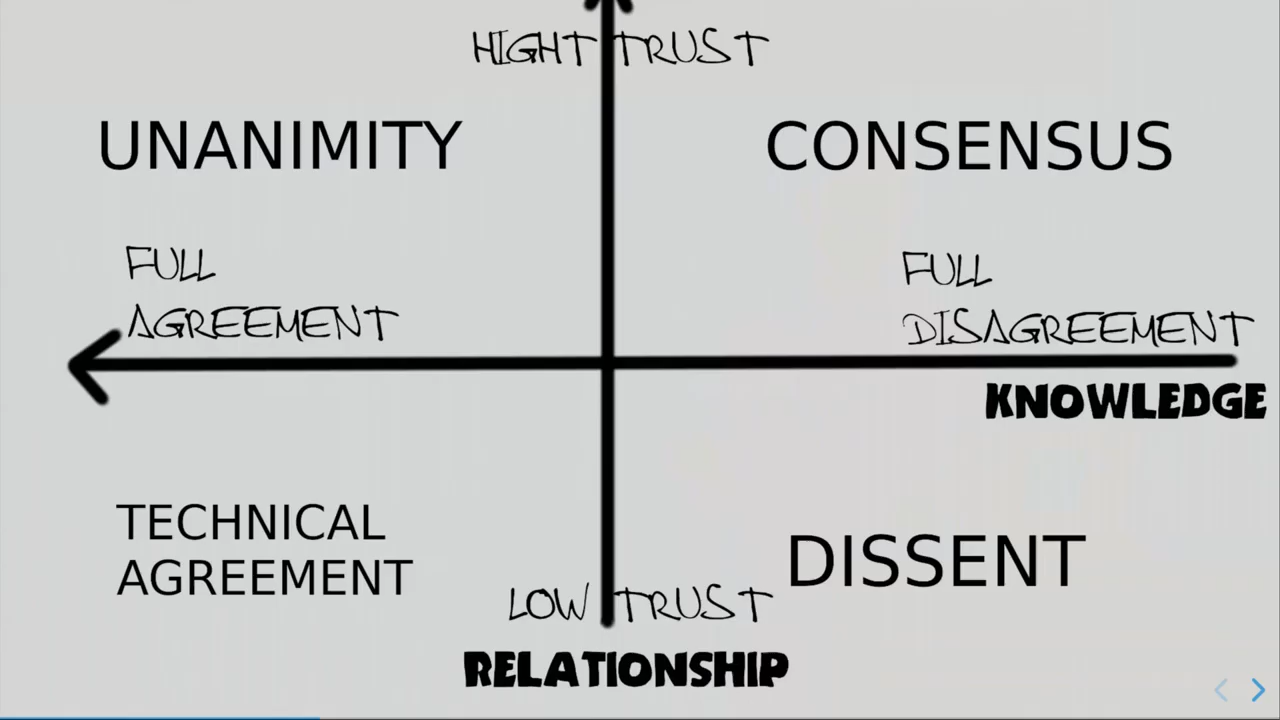 HIGHT TRUST
UNANIMITY
CONSENSUS
FULL
AGREEMENT
FULL
DISAGREEMENT
KNOWLEDGE
TECHNICAL
AGREEMENT
DISSENT
LOW TRUST
RELATIONSHIP